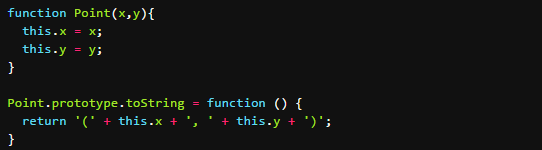 function Point(x,y){
  this.x = x;
  this.y = y;
}

Point.prototype.toString = function () {
  return '(' + this.x + ', ' + this.y + ')';
}